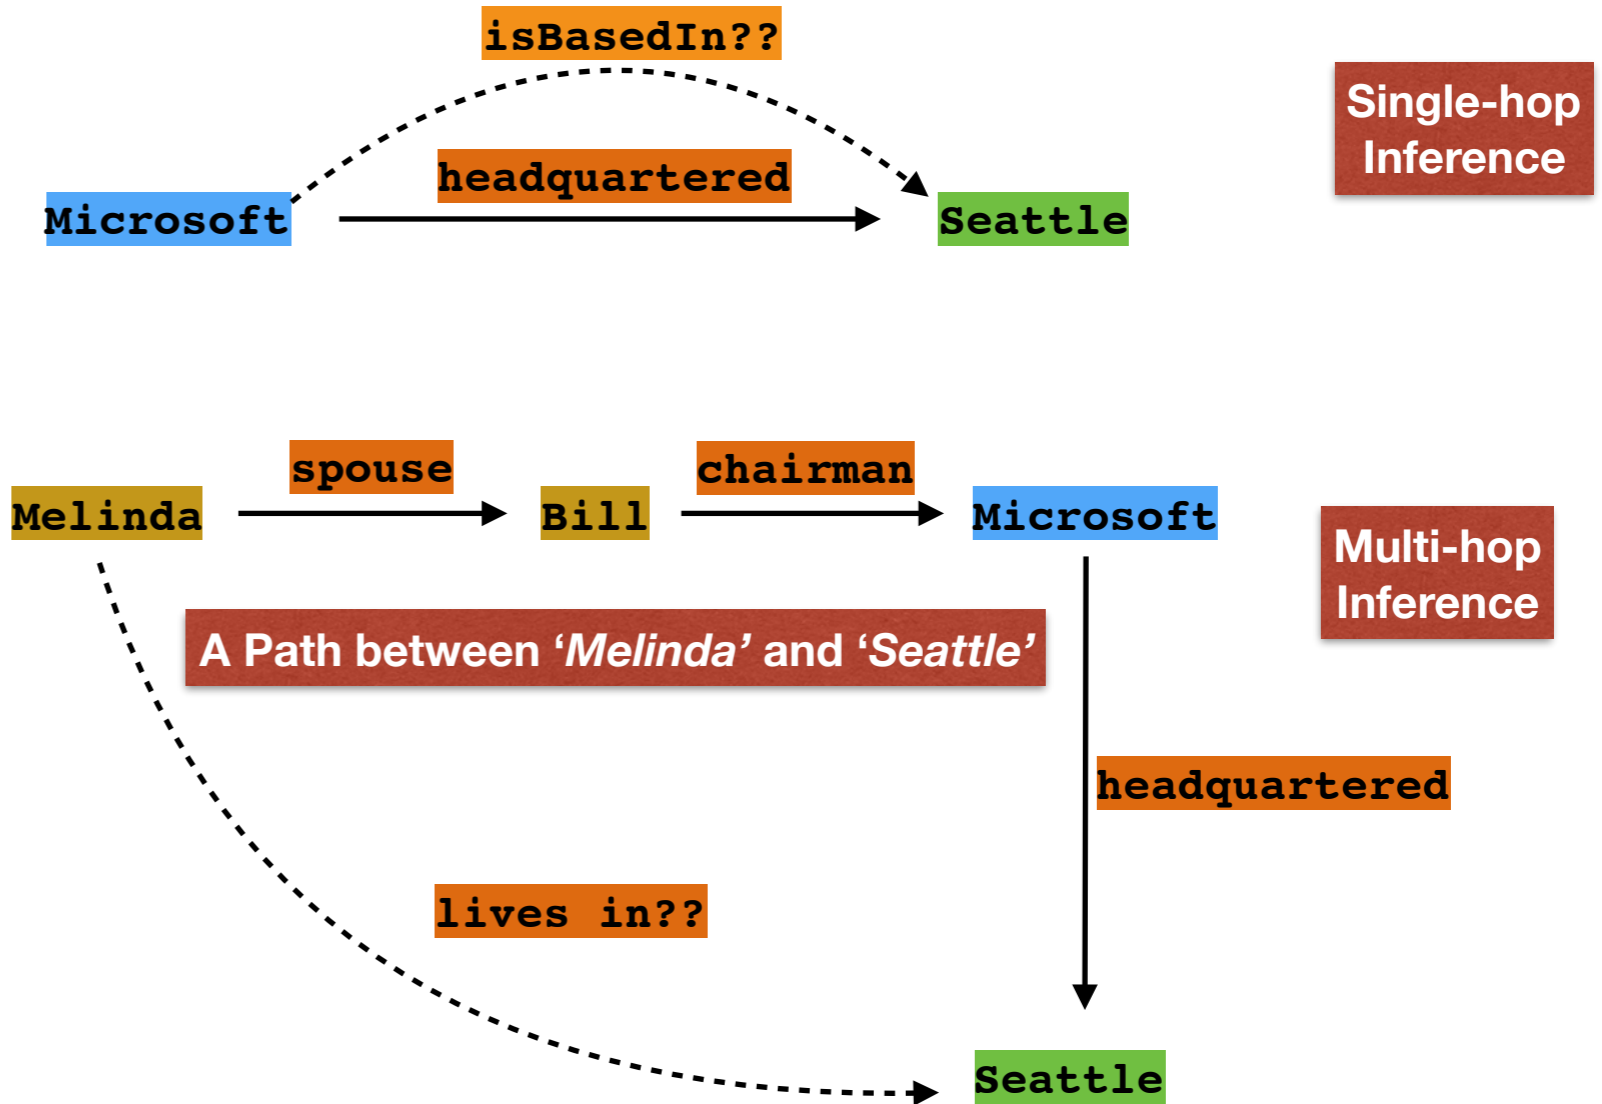 isBasedIn??
Single-hop
Inference
headquartered
Microsoft
Seattle
spouse
chairman
Melinda
Bill
Microsoft
Multi-hop
Inference
A Path between ‘Melinda’ and ‘Seattle’
headquartered
lives in??
Seattle